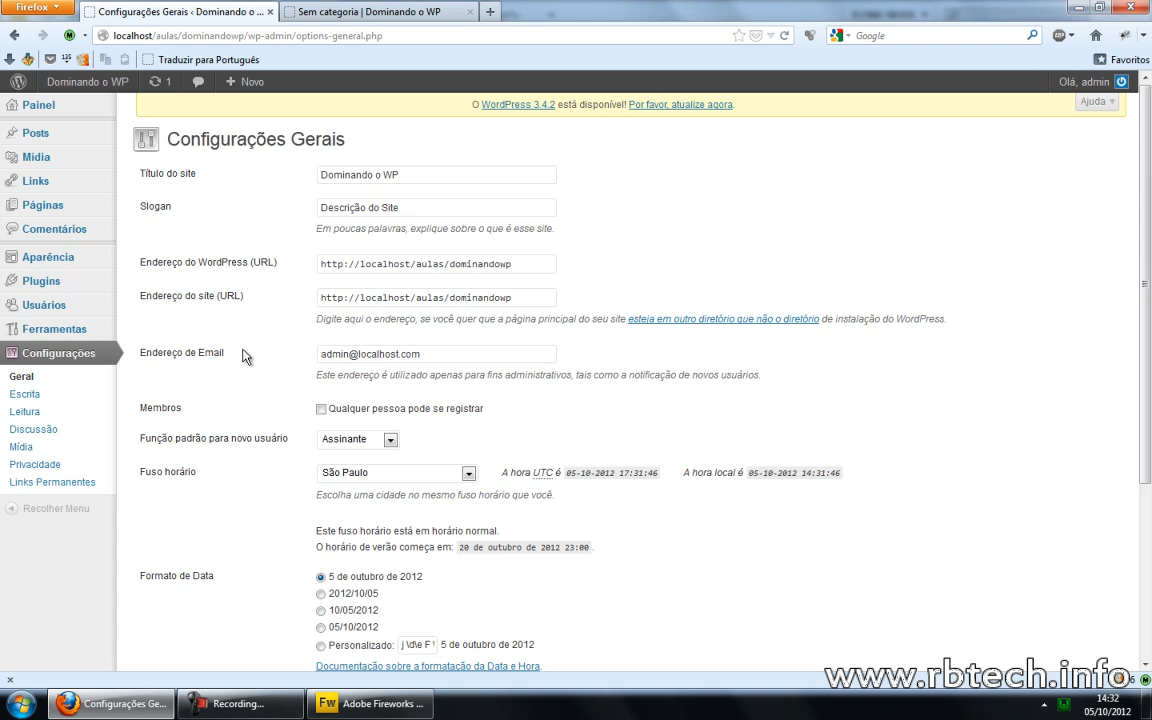 Firefox
Configurações Gerais ‹ Dominando o ...
Sem categoria | Dominando o WP
localhost/aulas/dominandowp/wp-admin/options-general.php
Google
Traduzir para Português
Favoritos
Dominando o WP
1
Novo
Olá, admin
O WordPress 3.4.2 está disponível! Por favor, atualize agora.
Ajuda
Painel
Posts
Mídia
Links
Páginas
Comentários
Aparência
Plugins
Usuários
Ferramentas
Configurações
Geral
Escrita
Leitura
Discussão
Mídia
Privacidade
Links Permanentes
Recolher Menu
Configurações Gerais
Título do site
Dominando o WP
Slogan
Descrição do Site
Em poucas palavras, explique sobre o que é esse site.
Endereço do WordPress (URL)
http://localhost/aulas/dominandowp
Endereço do site (URL)
http://localhost/aulas/dominandowp
Digite aqui o endereço, se você quer que a página principal do seu site esteja em outro diretório que não o diretório de instalação do WordPress.
Endereço de Email
admin@localhost.com
Este endereço é utilizado apenas para fins administrativos, tais como a notificação de novos usuários.
Membros
Qualquer pessoa pode se registrar
Função padrão para novo usuário
Assinante
Fuso horário
São Paulo
A hora UTC é 05-10-2012 17:31:46
A hora local é 05-10-2012 14:31:46
Escolha uma cidade no mesmo fuso horário que você.
Este fuso horário está em horário normal.
O horário de verão começa em: 20 de outubro de 2012 23:00 .
Formato de Data
5 de outubro de 2012
2012/10/05
10/05/2012
05/10/2012
Personalizado: j \d\e F \ 5 de outubro de 2012
Documentação sobre a formatação da Data e Hora.
www.rbtech.info
Configurações Ge...
Recording...
Fw
Adobe Fireworks ...
14:32
05/10/2012